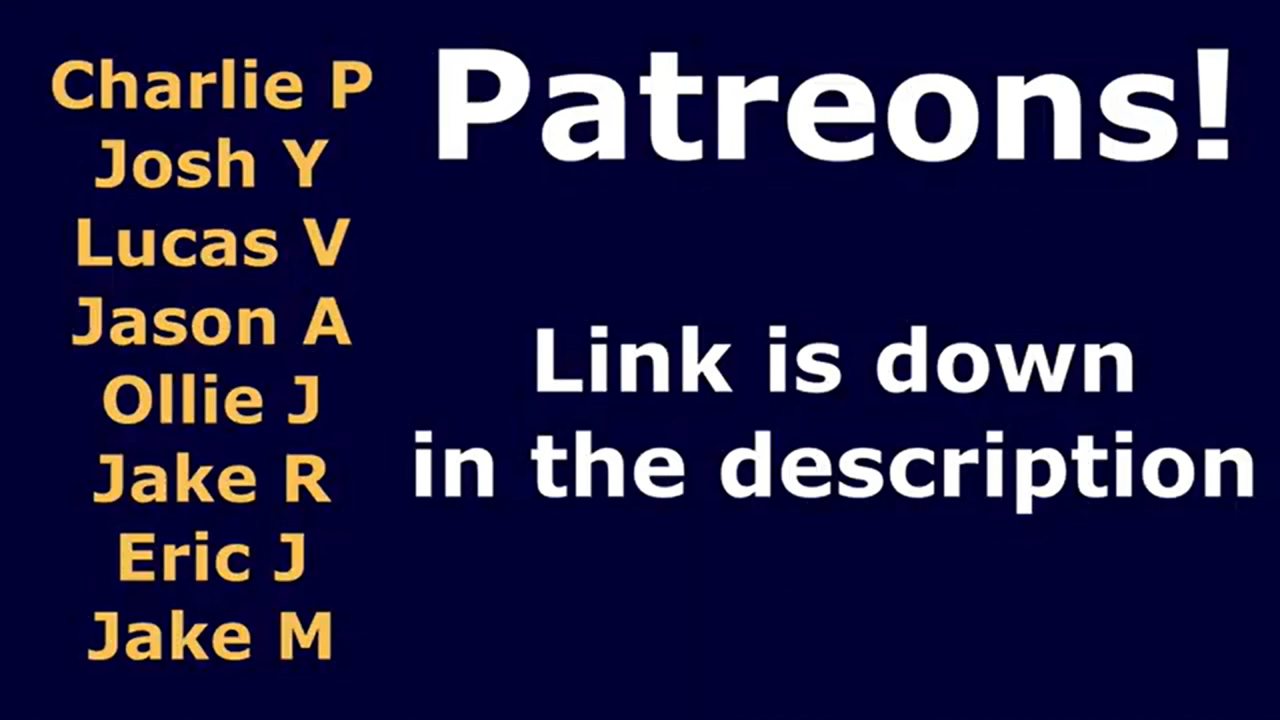 Charlie P
Josh Y
Lucas V
Jason A
Ollie J
Jake R
Eric J
Jake M
Patreons!
Link is down
in the description